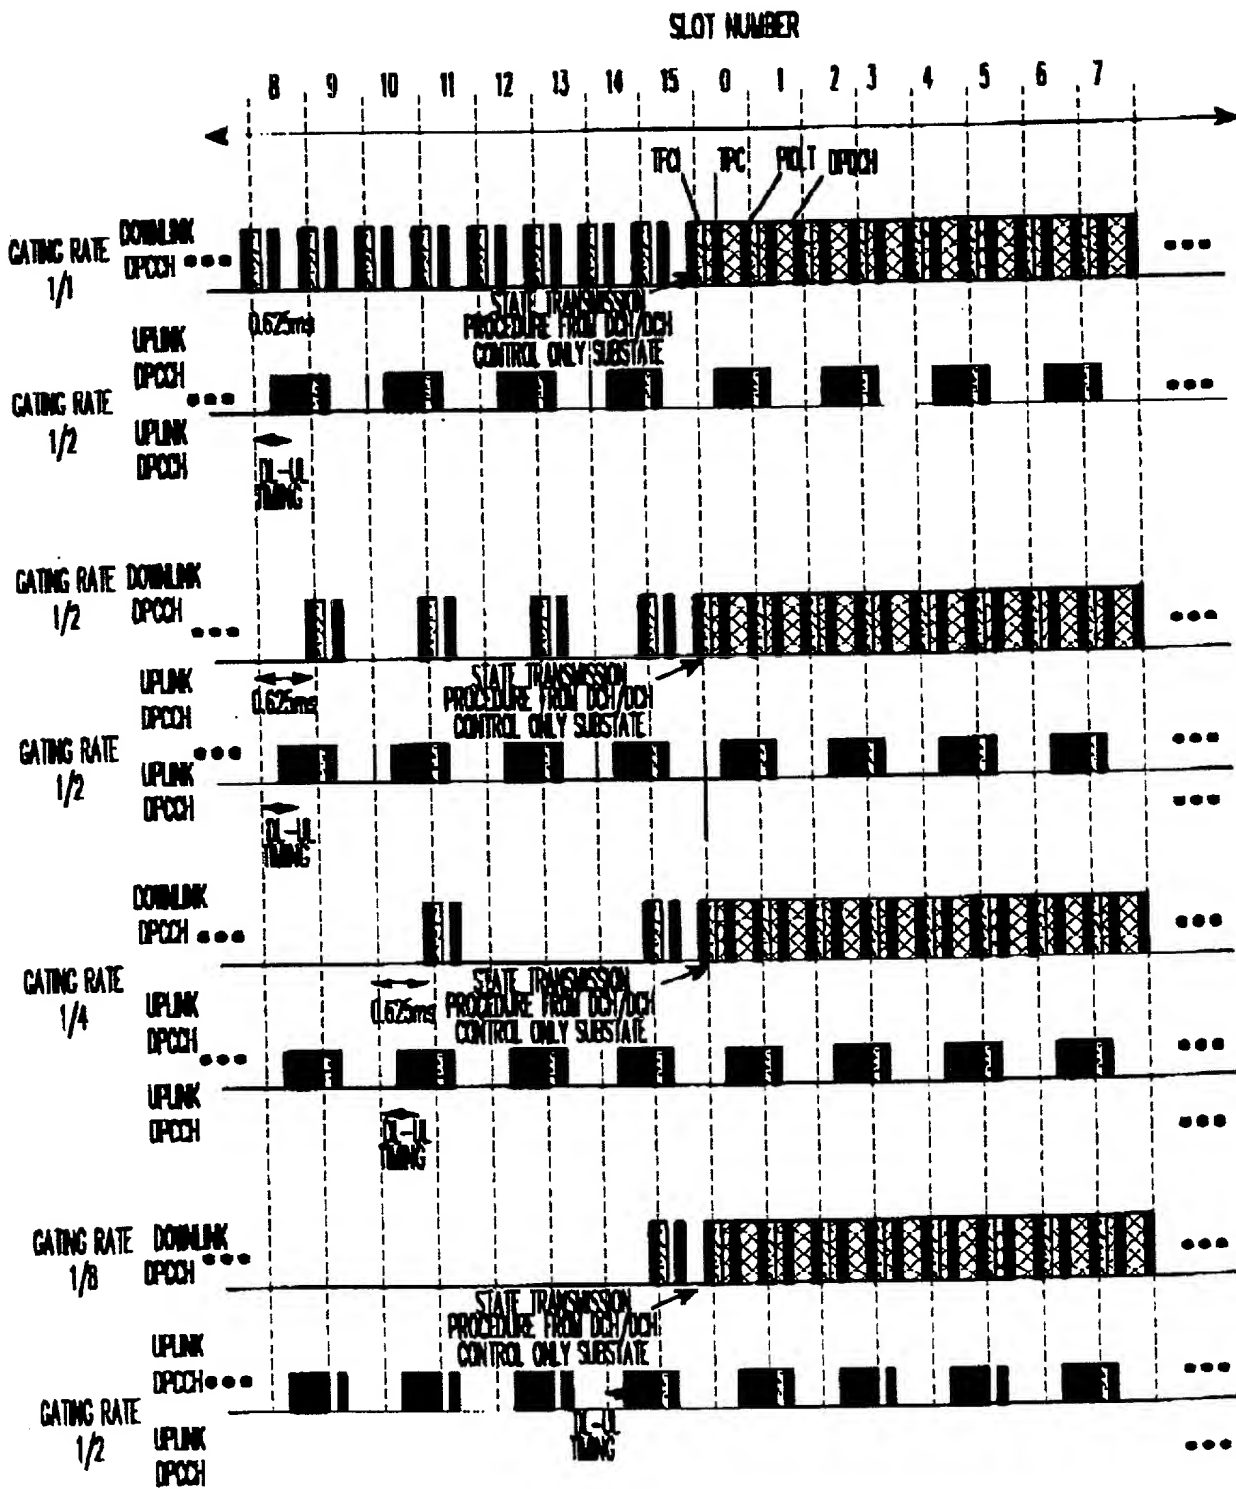 SLOT NUMBER
8 9 10 11 12 13 14 15 0 1 2 3 4 5 6 7
TFCI TPC PIOLT DPDCH
GATING RATE
1/1
DOWNLINK
DPCCH
0.625ms
STATE TRANSMISSION
PROCEDURE FROM DCH/DCH
CONTROL ONLY SUBSTATE
UPLINK
DPCCH
GATING RATE
1/2
UPLINK
DPCCH
DL-UL
TIMING
GATING RATE
1/2
DOWNLINK
DPCCH
0.625ms
STATE TRANSMISSION
PROCEDURE FROM DCH/DCH
CONTROL ONLY SUBSTATE
UPLINK
DPCCH
GATING RATE
1/2
UPLINK
DPCCH
DL-UL
TIMING
DOWNLINK
DPCCH
GATING RATE
1/4
0.625ms
STATE TRANSMISSION
PROCEDURE FROM DCH/DCH
CONTROL ONLY SUBSTATE
UPLINK
DPCCH
UPLINK
DPCCH
DL-UL
TIMING
GATING RATE
1/8
DOWNLINK
DPCCH
STATE TRANSMISSION
PROCEDURE FROM DCH/DCH
CONTROL ONLY SUBSTATE
UPLINK
DPCCH
GATING RATE
1/2
UPLINK
DPCCH
DL-UL
TIMING